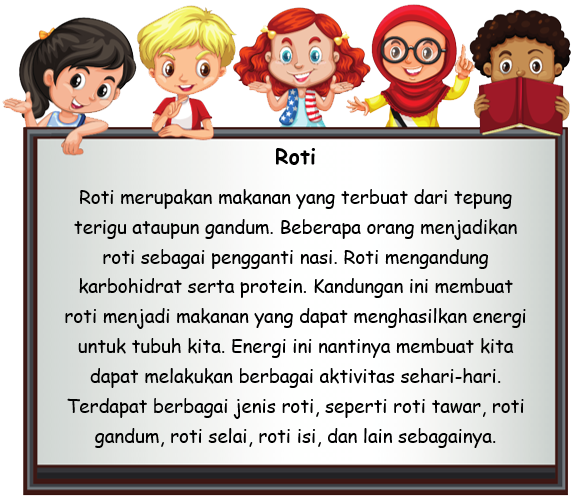 Roti
Roti merupakan makanan yang terbuat dari tepung
terigu ataupun gandum. Beberapa orang menjadikan
roti sebagai pengganti nasi. Roti mengandung
karbohidrat serta protein. Kandungan ini membuat
roti menjadi makanan yang dapat menghasilkan energi
untuk tubuh kita. Energi ini nantinya membuat kita
dapat melakukan berbagai aktivitas sehari-hari.
Terdapat berbagai jenis roti, seperti roti tawar, roti
gandum, roti selai, roti isi, dan lain sebagainya.